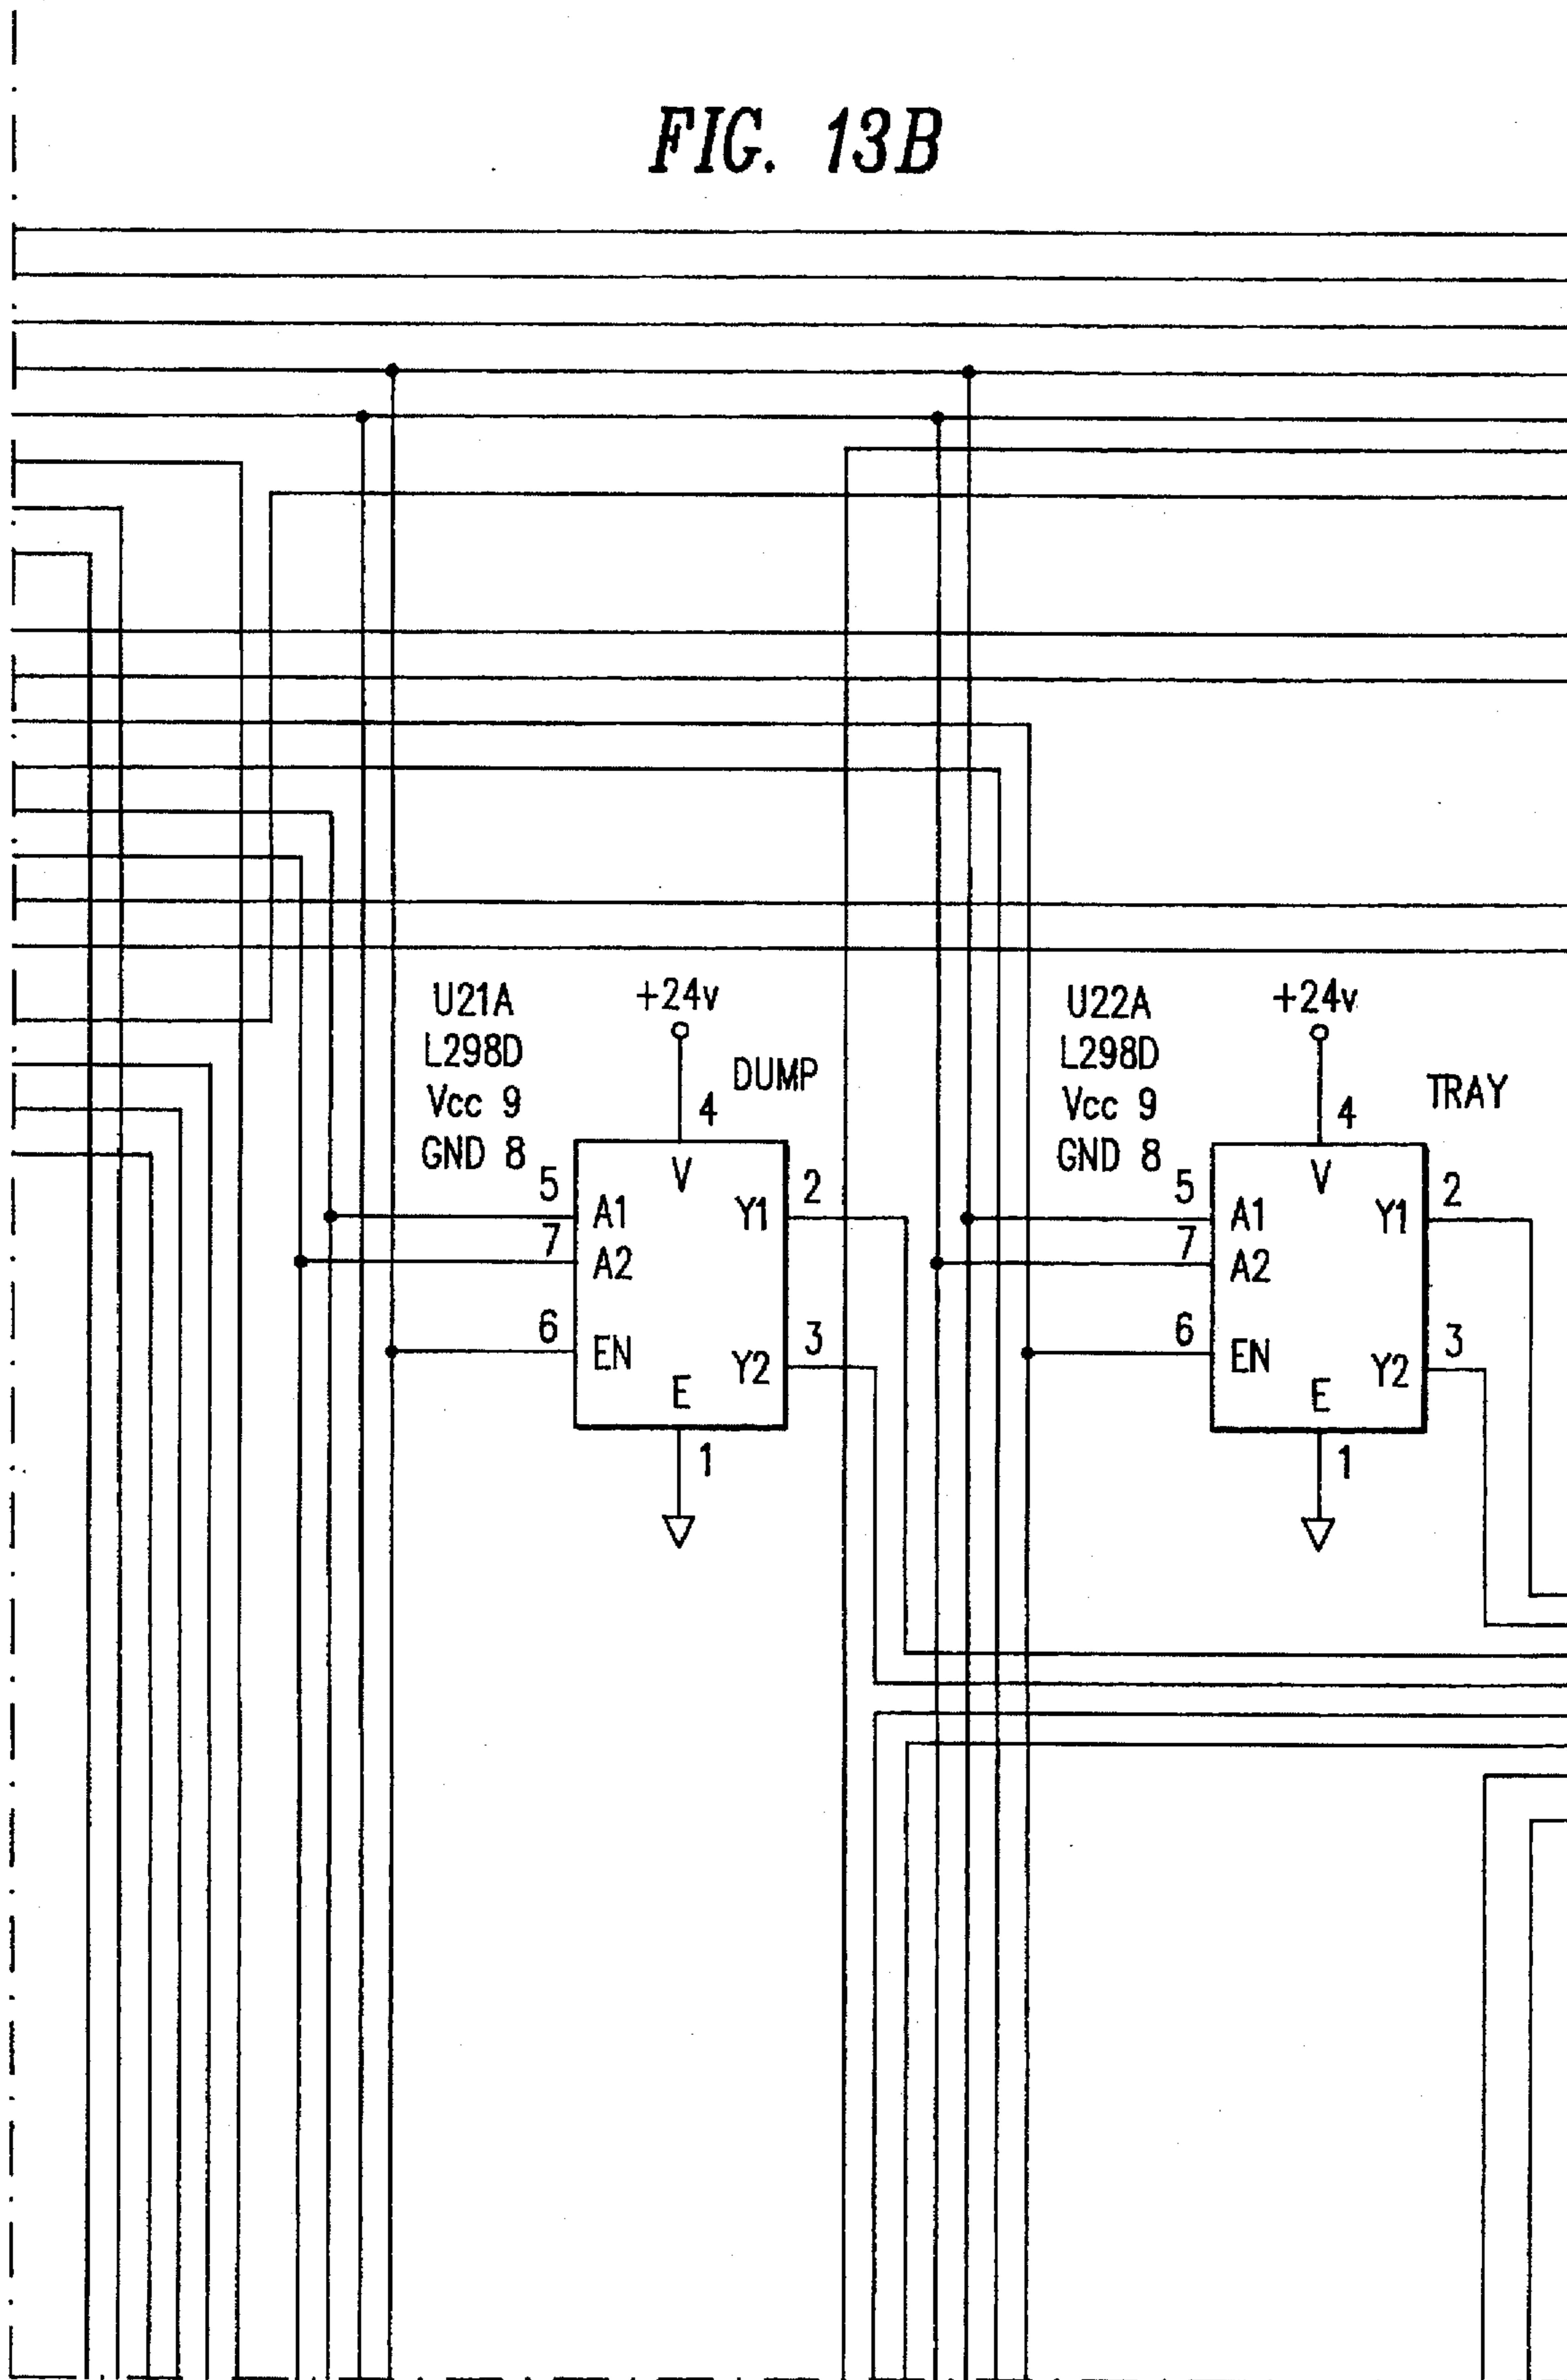 FIG. 13B
U21A
L298D
Vcc 9
GND 8
+24v
DUMP
4
V
5
A1
7
A2
6
EN
E
Y1
2
Y2
3
1
U22A
L298D
Vcc 9
GND 8
+24v
TRAY
4
V
5
A1
7
A2
6
EN
E
Y1
2
Y2
3
1